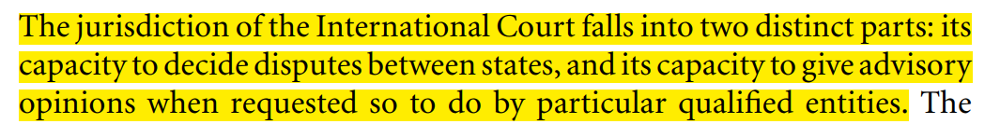 The jurisdiction of the International Court falls into two distinct parts: its
capacity to decide disputes between states, and its capacity to give advisory
opinions when requested so to do by particular qualified entities. The